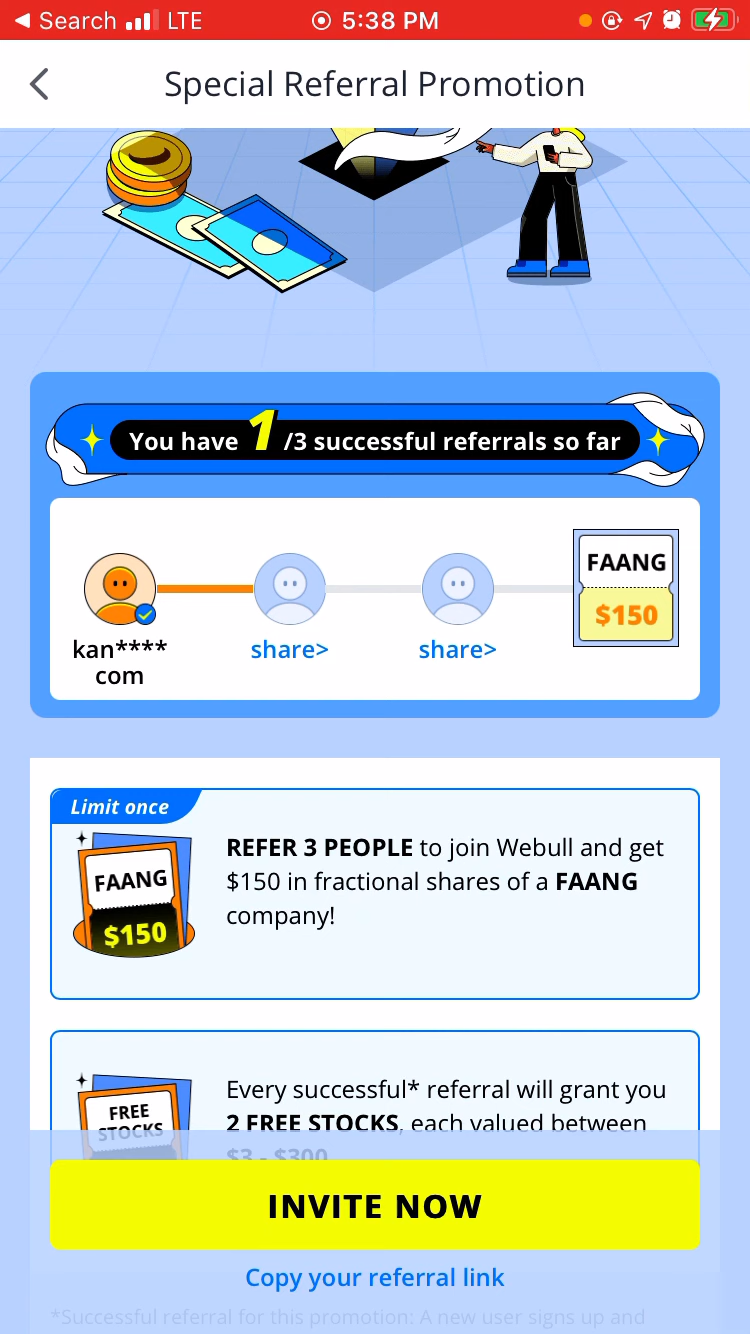 Search LTE 5:38 PM
Special Referral Promotion
You have 1/3 successful referrals so far
FAANG
$150
kan****
com
share>
share>
Limit once
FAANG
$150
REFER 3 PEOPLE to join Webull and get
$150 in fractional shares of a FAANG
company!
FREE
STOCKS
Every successful* referral will grant you
2 FREE STOCKS, each valued between
$3 - $300
INVITE NOW
Copy your referral link
*Successful referral for this promotion: A new user signs up and